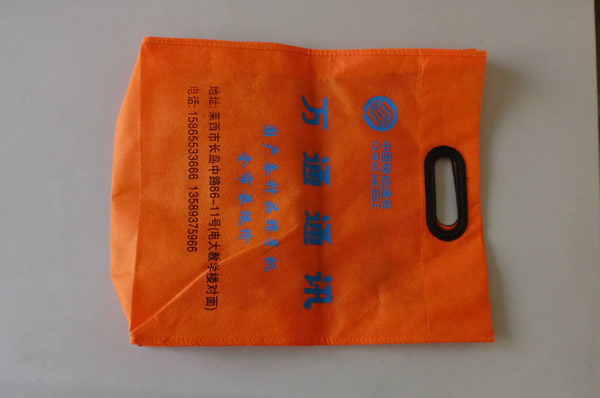 中国移动通信
CHINA MOBILE
万通通讯
国产各种品牌手机
全市最低价
地址: 莱西市长岛中路86-11号(电大教学楼对面)
电话: 15865533666 13589375966